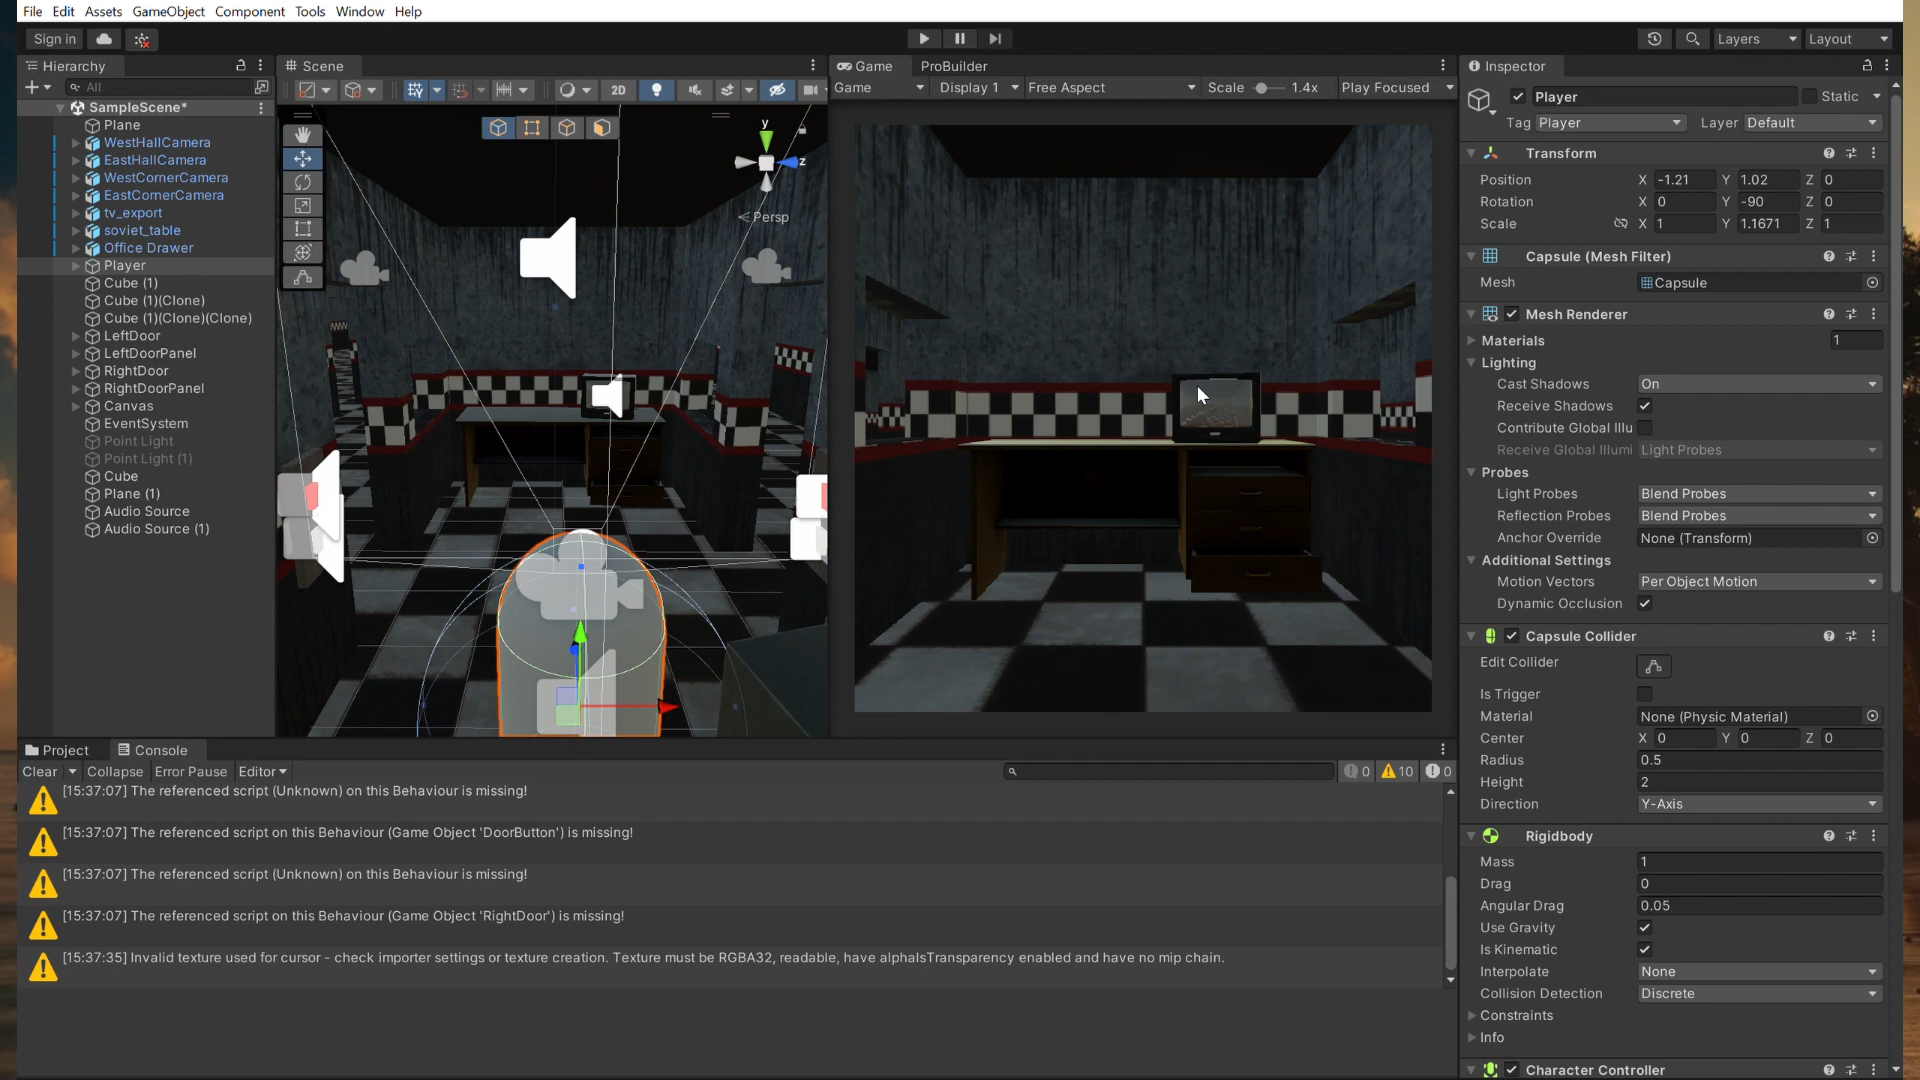 File Edit Assets GameObject Component Tools Window Help
Sign in
Layers Layout
Hierarchy
All
SampleScene*
Plane
WestHallCamera
EastHallCamera
WestCornerCamera
EastCornerCamera
tv_export
soviet_table
Office Drawer
Player
Cube (1)
Cube (1)(Clone)
Cube (1)(Clone)(Clone)
LeftDoor
LeftDoorPanel
RightDoor
RightDoorPanel
Canvas
EventSystem
Point Light
Point Light (1)
Cube
Plane (1)
Audio Source
Audio Source (1)
Scene
2D
y
z
Persp
Game ProBuilder
Game Display 1 Free Aspect Scale 1.4x Play Focused
Project Console
Clear Collapse Error Pause Editor
0 10 0
[15:37:07] The referenced script (Unknown) on this Behaviour is missing!
[15:37:07] The referenced script on this Behaviour (Game Object 'DoorButton') is missing!
[15:37:07] The referenced script (Unknown) on this Behaviour is missing!
[15:37:07] The referenced script on this Behaviour (Game Object 'RightDoor') is missing!
[15:37:35] Invalid texture used for cursor - check importer settings or texture creation. Texture must be RGBA32, readable, have alphaIsTransparency enabled and have no mip chain.
Inspector
Player Static
Tag Player Layer Default
Transform
Position X -1.21 Y 1.02 Z 0
Rotation X 0 Y -90 Z 0
Scale X 1 Y 1.1671 Z 1
Capsule (Mesh Filter)
Mesh Capsule
Mesh Renderer
Materials 1
Lighting
Cast Shadows On
Receive Shadows
Contribute Global Illu
Receive Global Illumi Light Probes
Probes
Light Probes Blend Probes
Reflection Probes Blend Probes
Anchor Override None (Transform)
Additional Settings
Motion Vectors Per Object Motion
Dynamic Occlusion
Capsule Collider
Edit Collider
Is Trigger
Material None (Physic Material)
Center X 0 Y 0 Z 0
Radius 0.5
Height 2
Direction Y-Axis
Rigidbody
Mass 1
Drag 0
Angular Drag 0.05
Use Gravity
Is Kinematic
Interpolate None
Collision Detection Discrete
Constraints
Info
Character Controller